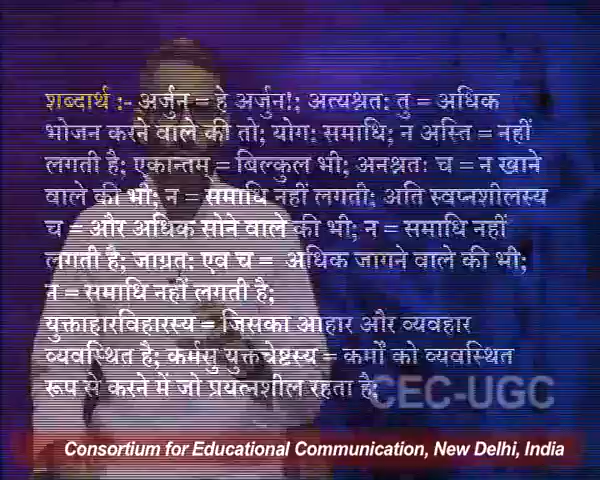 शब्दार्थ :- अर्जुन = हे अर्जुन!; अत्यश्नतः तु = अधिक
भोजन करने वाले की तो; योगः समाधि; न अस्ति = नहीं
लगती है; एकान्तम् = बिल्कुल भी; अनश्नतः च = न खाने
वाले की भी; न = समाधि नहीं लगती; अति स्वप्नशीलस्य
च = और अधिक सोने वाले की भी; न = समाधि नहीं
लगती है; जाग्रतः एव च = अधिक जागने वाले की भी;
न = समाधि नहीं लगती है;
युक्ताहारविहारस्य = जिसका आहार और व्यवहार
व्यवस्थित है; कर्मसु युक्तचेष्टस्य = कर्मों को व्यवस्थित
रूप से करने में जो प्रयत्नशील रहता है;
CEC-UGC
Consortium for Educational Communication, New Delhi, India